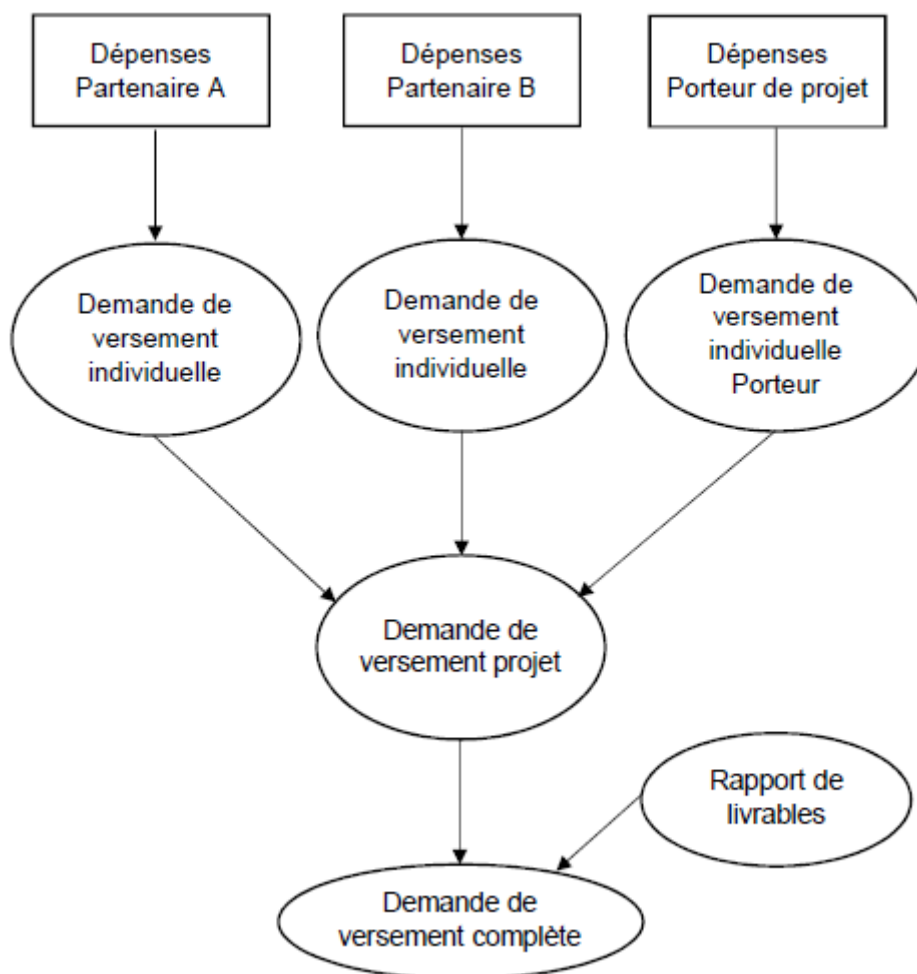 Dépenses
Partenaire A
Dépenses
Partenaire B
Dépenses
Porteur de projet
Demande de
versement
individuelle
Demande de
versement
individuelle
Demande de
versement
individuelle
Porteur
Demande de
versement projet
Rapport de
livrables
Demande de
versement complète